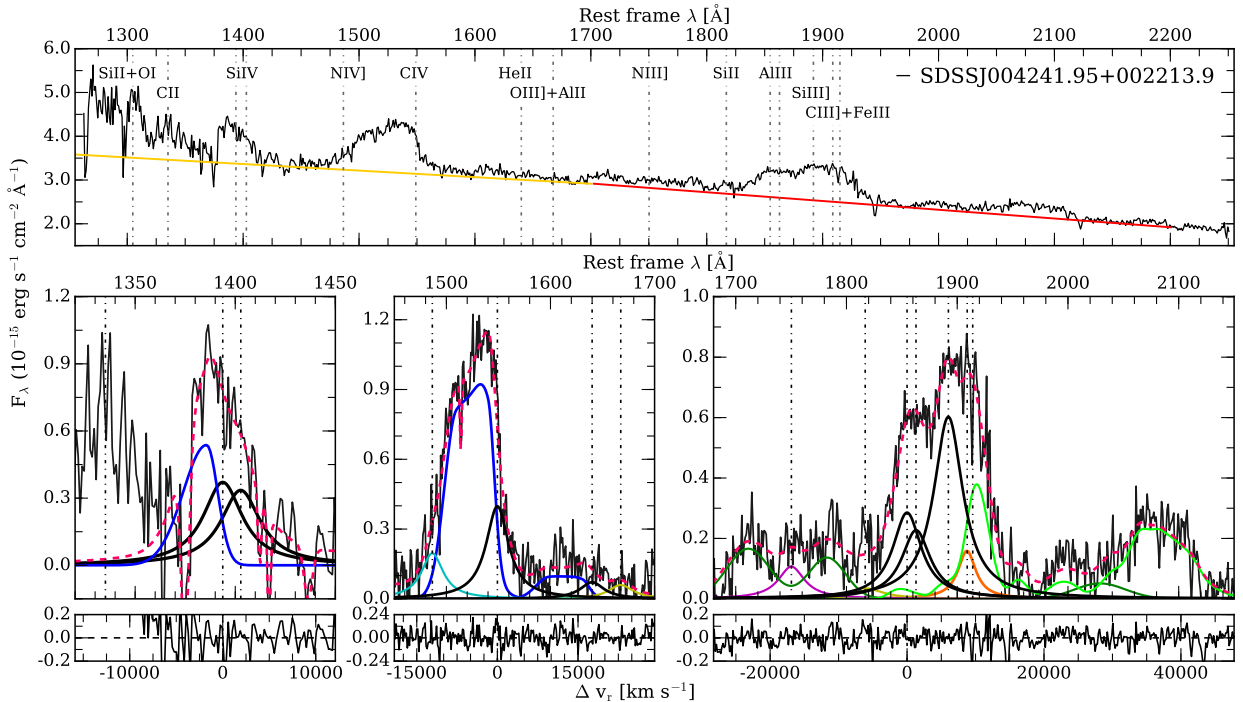 Rest frame λ [Å]
1300 1400 1500 1600 1700 1800 1900 2000 2100 2200
6.0
5.0
4.0
3.0
2.0
SiII+OI SiIV NIV] CIV HeII NIII] SiII AlIII
CII OIII]+AlII SiIII]
CIII]+FeIII
— SDSSJ004241.95+002213.9
F_λ (10^−15 erg s^−1 cm^−2 Å^−1)
Rest frame λ [Å]
1350 1400 1450
1500 1600 1700
1700 1800 1900 2000 2100
1.2
0.9
0.6
0.3
0.0
1.2
0.9
0.6
0.3
0.0
1.0
0.8
0.6
0.4
0.2
0.0
0.2
0.0
-0.2
0.24
0.00
-0.24
0.2
0.0
-0.2
-10000 0 10000
-15000 0 15000
-20000 0 20000 40000
Δ v_r [km s^−1]